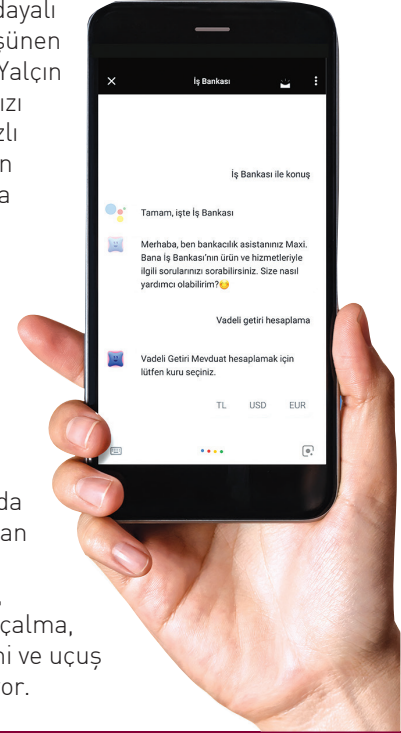 dayalı
şünen
Yalçın
ızı
zlı
n
a
İş Bankası
İş Bankası ile konuş
Tamam, işte İş Bankası
Merhaba, ben bankacılık asistanınız Maxi.
Bana İş Bankası'nın ürün ve hizmetleriyle
ilgili sorularınızı sorabilirsiniz. Size nasıl
yardımcı olabilirim?😊
Vadeli getiri hesaplama
Vadeli Getiri Mevduat hesaplamak için
lütfen kuru seçiniz.
TL USD EUR
da
an
çalma,
ni ve uçuş
or.